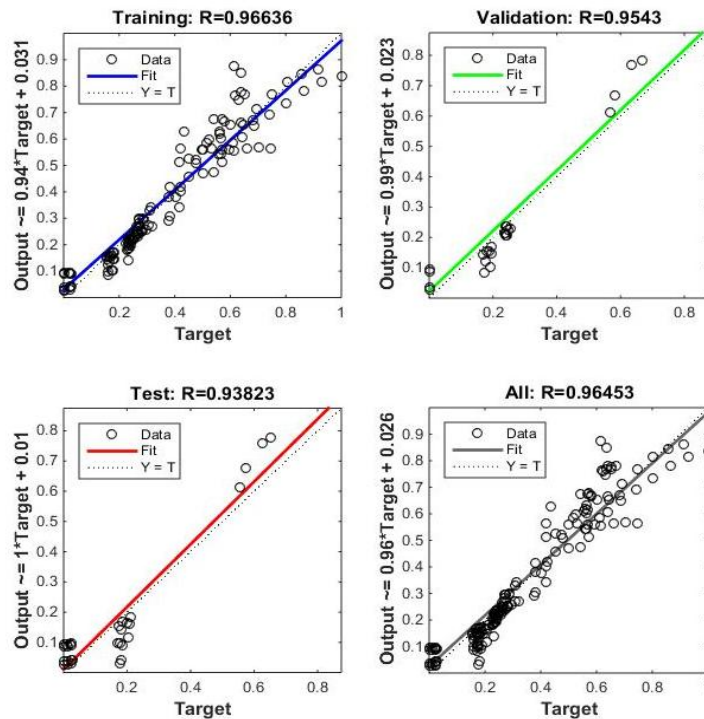 Training: R=0.96636
Data
Fit
Y = T
Output ~= 0.94*Target + 0.031
0.9
0.8
0.7
0.6
0.5
0.4
0.3
0.2
0.1
0.2
0.4
0.6
0.8
1
Target
Validation: R=0.9543
Data
Fit
Y = T
Output ~= 0.99*Target + 0.023
0.8
0.7
0.6
0.5
0.4
0.3
0.2
0.1
0.2
0.4
0.6
0.8
Target
Test: R=0.93823
Data
Fit
Y = T
Output ~= 1*Target + 0.01
0.8
0.7
0.6
0.5
0.4
0.3
0.2
0.1
0.2
0.4
0.6
0.8
Target
All: R=0.96453
Data
Fit
Y = T
Output ~= 0.96*Target + 0.026
0.9
0.8
0.7
0.6
0.5
0.4
0.3
0.2
0.1
0.2
0.4
0.6
0.8
Target